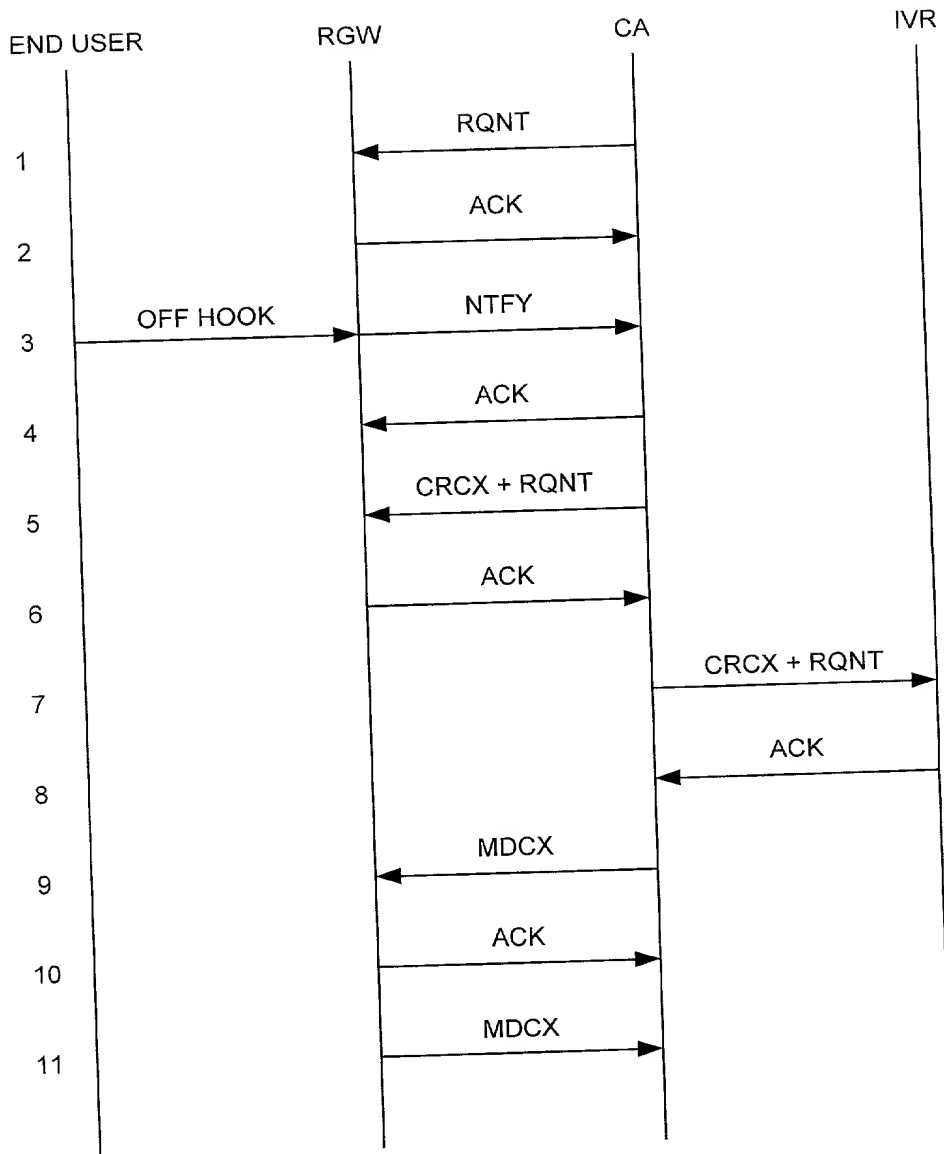 END USER RGW CA IVR
1 RQNT
2 ACK
3 OFF HOOK NTFY
4 ACK
5 CRCX + RQNT
6 ACK
7 CRCX + RQNT
8 ACK
9 MDCX
10 ACK
11 MDCX